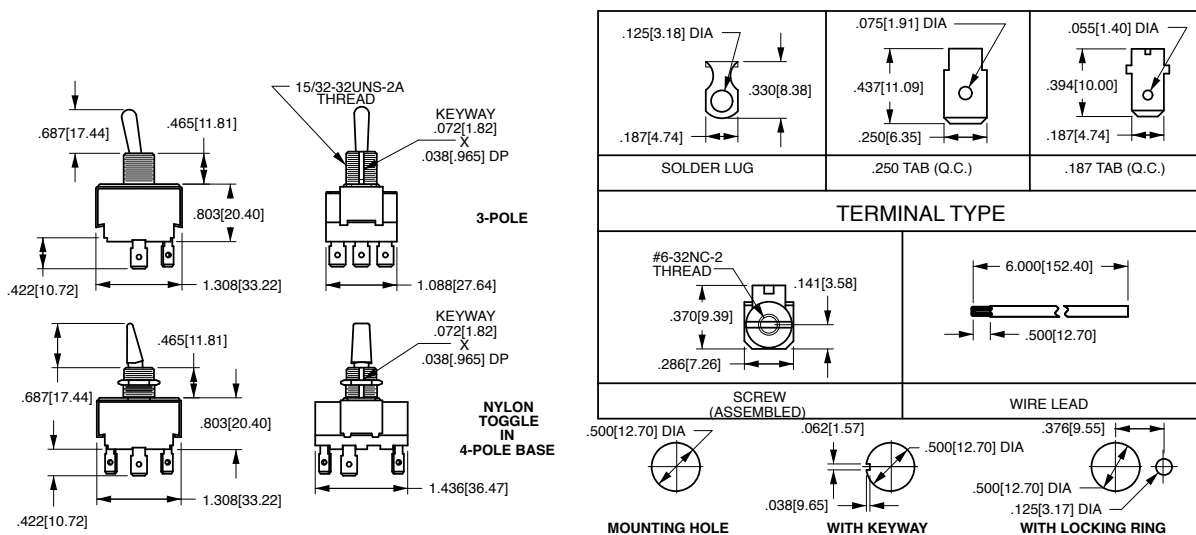 15/32-32UNS-2A
THREAD
.687[17.44]
.465[11.81]
KEYWAY
.072[1.82]
X
.038[.965] DP
.803[20.40]
3-POLE
.422[10.72]
1.308[33.22]
1.088[27.64]
.465[11.81]
KEYWAY
.072[1.82]
X
.038[.965] DP
.687[17.44]
.803[20.40]
NYLON
TOGGLE
IN
4-POLE BASE
1.308[33.22]
.422[10.72]
1.436[36.47]
.125[3.18] DIA
.330[8.38]
.187[4.74]
SOLDER LUG
.075[1.91] DIA
.437[11.09]
.250[6.35]
.250 TAB (Q.C.)
.055[1.40] DIA
.394[10.00]
.187[4.74]
.187 TAB (Q.C.)
TERMINAL TYPE
#6-32NC-2
THREAD
.141[3.58]
.370[9.39]
.286[7.26]
SCREW
(ASSEMBLED)
6.000[152.40]
.500[12.70]
WIRE LEAD
.500[12.70] DIA
MOUNTING HOLE
.062[1.57]
.500[12.70] DIA
.038[9.65]
WITH KEYWAY
.376[9.55]
.500[12.70] DIA
.125[3.17] DIA
WITH LOCKING RING